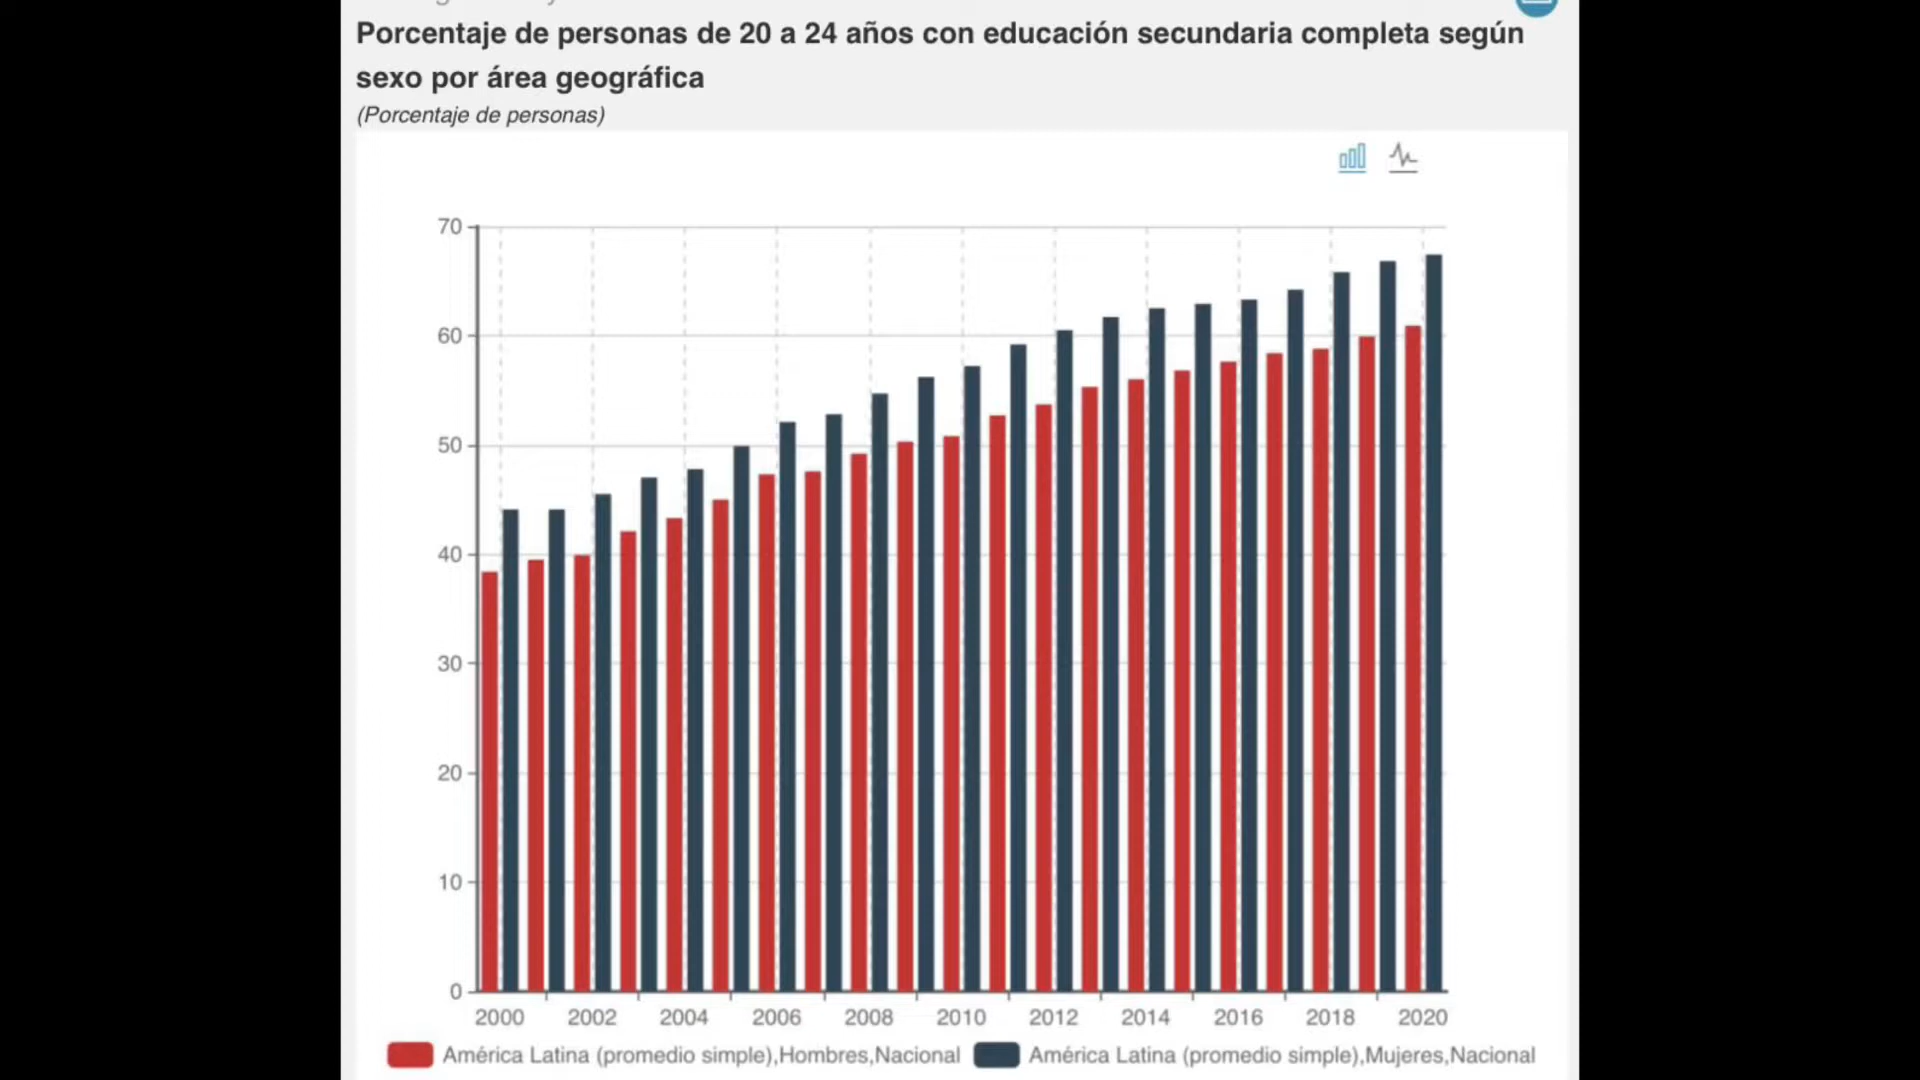 Porcentaje de personas de 20 a 24 años con educación secundaria completa según
sexo por área geográfica
(Porcentaje de personas)
70
60
50
40
30
20
10
0
2000 2002 2004 2006 2008 2010 2012 2014 2016 2018 2020
América Latina (promedio simple),Hombres,Nacional América Latina (promedio simple),Mujeres,Nacional